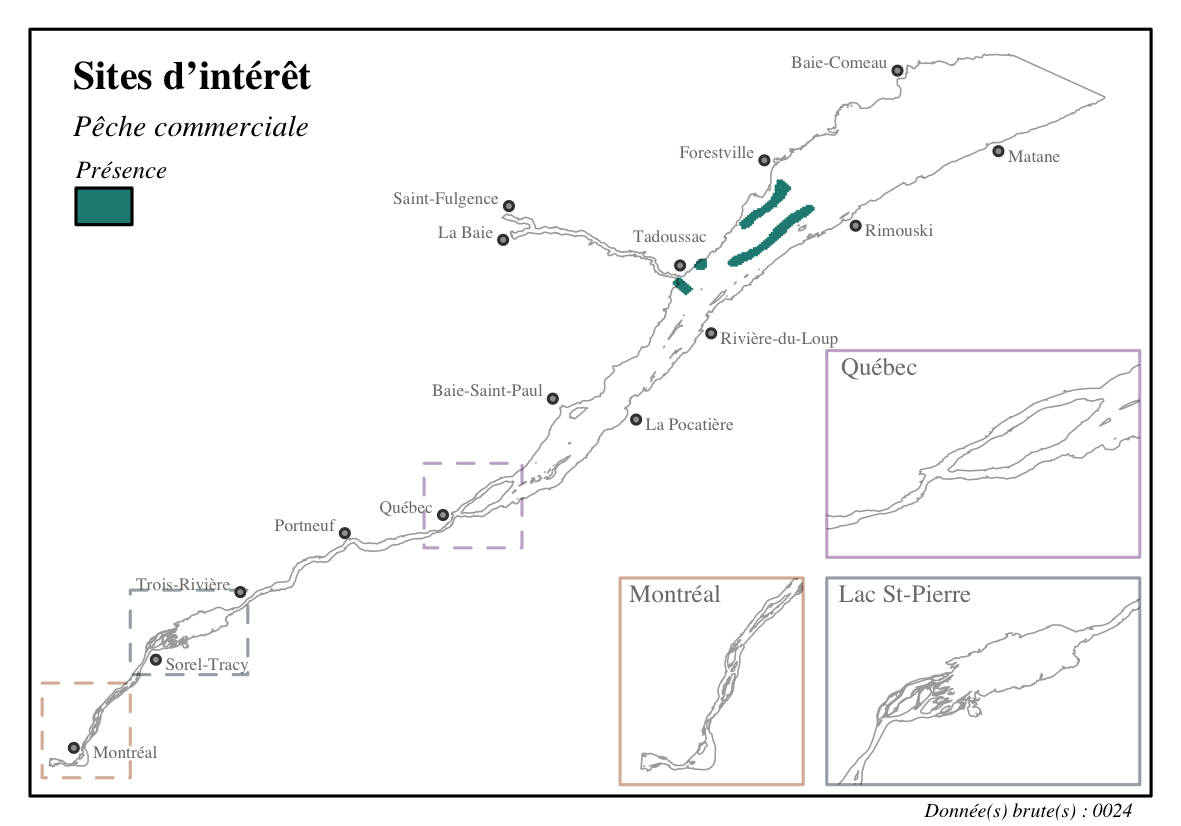 Sites d’intérêt
Pêche commerciale
Présence
Baie-Comeau
Forestville
Matane
Saint-Fulgence
La Baie
Tadoussac
Rimouski
Rivière-du-Loup
Baie-Saint-Paul
La Pocatière
Québec
Québec
Portneuf
Trois-Rivière
Sorel-Tracy
Montréal
Montréal
Lac St-Pierre
Donnée(s) brute(s) : 0024